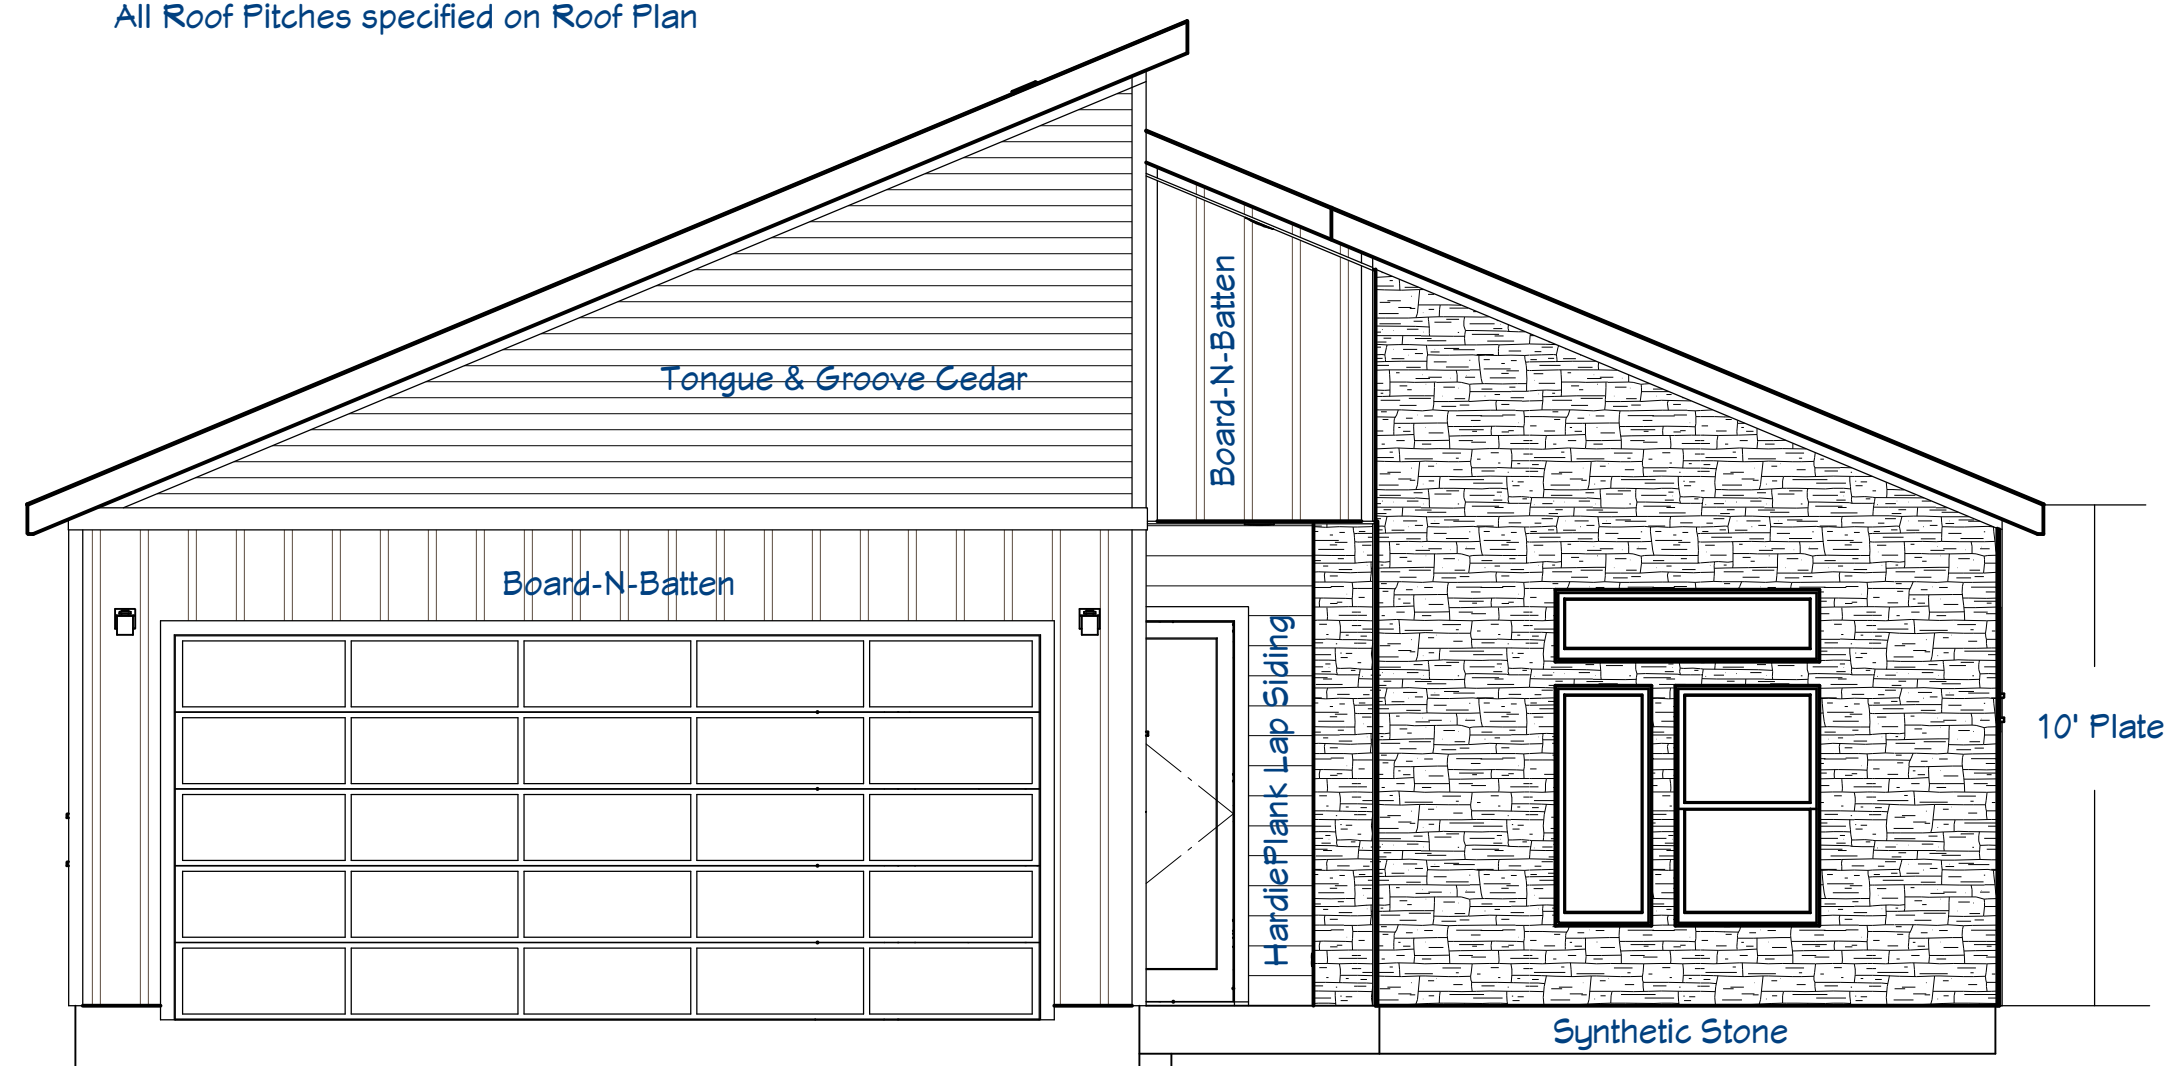 All Roof Pitches specified on Roof Plan
Board-N-Batten
Tongue & Groove Cedar
Board-N-Batten
HardiePlank Lap Siding
10' Plate
Synthetic Stone